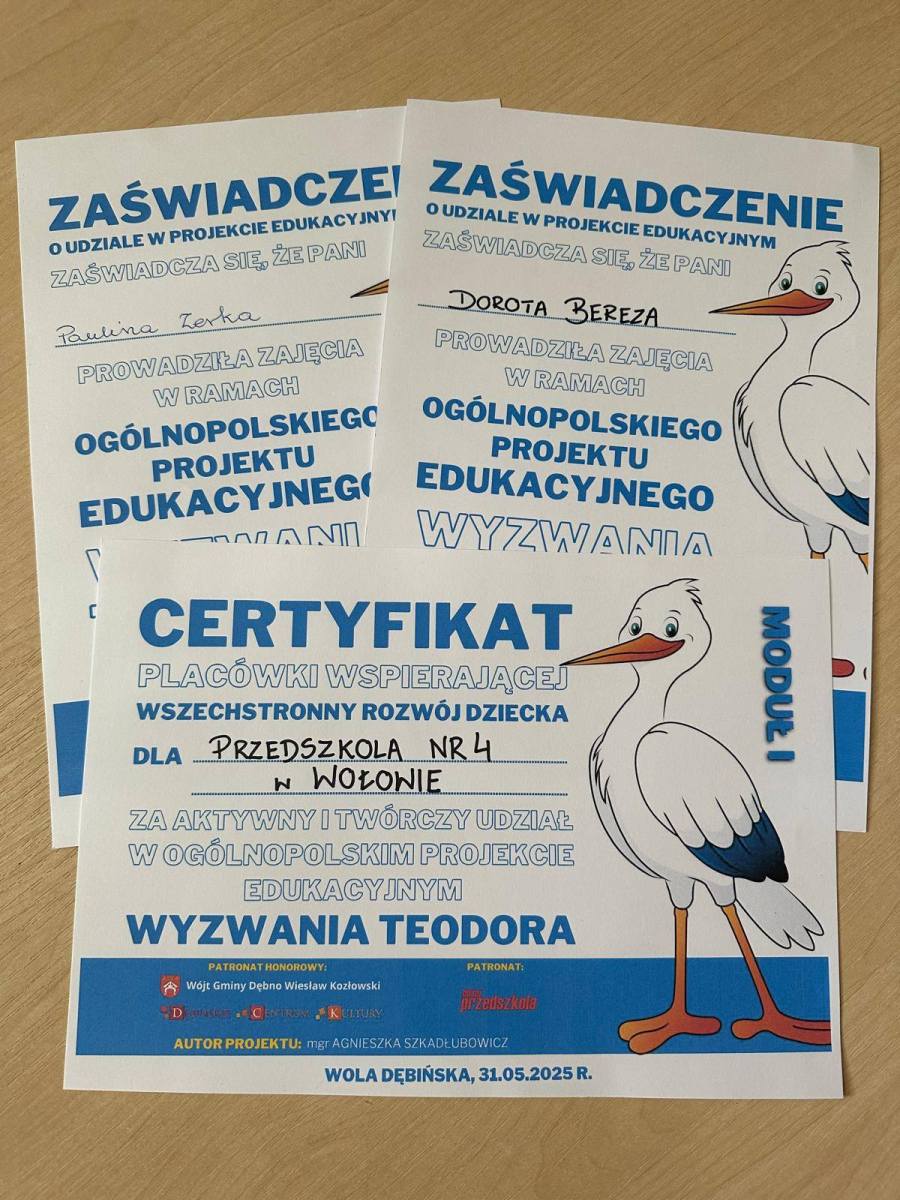 ZAŚWIADCZE
O UDZIALE W PROJEKCIE EDUKACYJNY
ZAŚWIADCZA SIĘ, ŻE PANI
Paulina Zerka
PROWADZIŁA ZAJĘCIA
W RAMACH
OGÓLNOPOLSKIEGO
PROJEKTU
EDUKACYJNEGO
ZAŚWIADCZENIE
O UDZIALE W PROJEKCIE EDUKACYJNYM
ZAŚWIADCZA SIĘ, ŻE PANI
DOROTA BEREZA
PROWADZIŁA ZAJĘCIA
W RAMACH
OGÓLNOPOLSKIEGO
PROJEKTU
EDUKACYJNEGO
WYZWANIA
CERTYFIKAT
PLACÓWKI WSPIERAJĄCEJ
WSZECHSTRONNY ROZWÓJ DZIECKA
DLA PRZEDSZKOLA NR 4
w WOŁOWIE
ZA AKTYWNY I TWÓRCZY UDZIAŁ
W OGÓLNOPOLSKIM PROJEKCIE
EDUKACYJNYM
WYZWANIA TEODORA
MODUŁ I
PATRONAT HONOROWY:
Wójt Gminy Dębno Wiesław Kozłowski
CENTRUM KULTURY
PATRONAT:
przedszkola
AUTOR PROJEKTU: mgr AGNIESZKA SZKADŁUBOWICZ
WOLA DĘBIŃSKA, 31.05.2025 R.